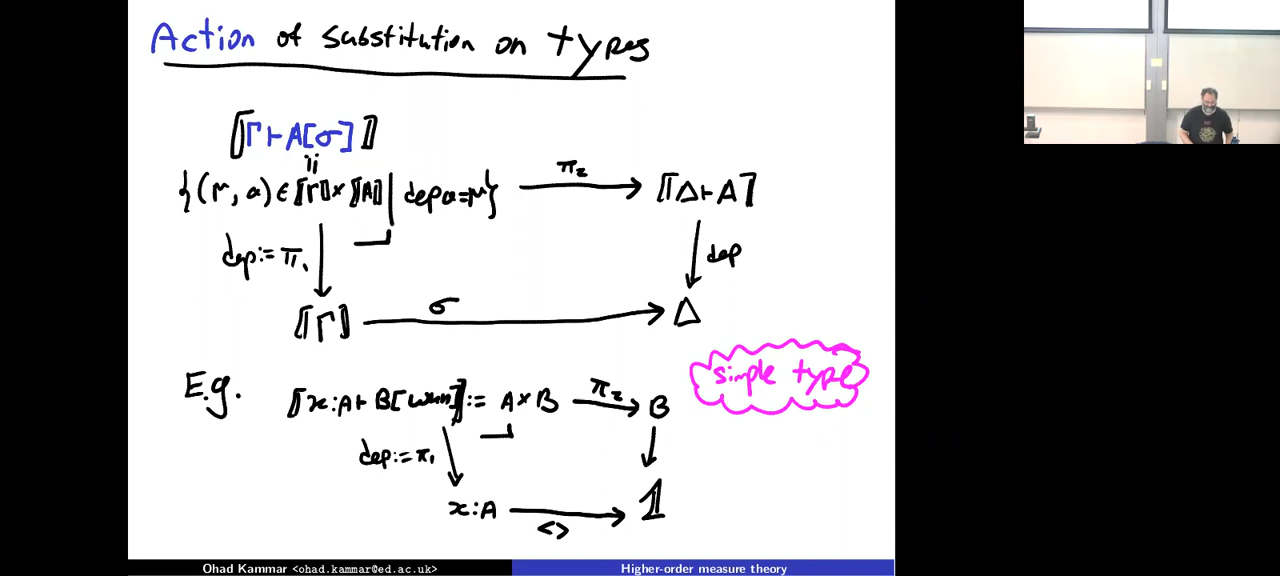 Action of substitution on types
⟦Γ ⊢ A[σ]⟧
{(r, a) ∈ ⟦Γ⟧ × ⟦A⟧ | dep a = r} π₂ ⟦Δ ⊢ A⟧
dep := π₁ dep
⟦Γ⟧ σ Δ
simple type
E.g. ⟦x:A ⊢ B[wkn]⟧ := A × B π₂ B
dep := π₁
x:A <> 𝟙
Ohad Kammar <ohad.kammar@ed.ac.uk> Higher-order measure theory